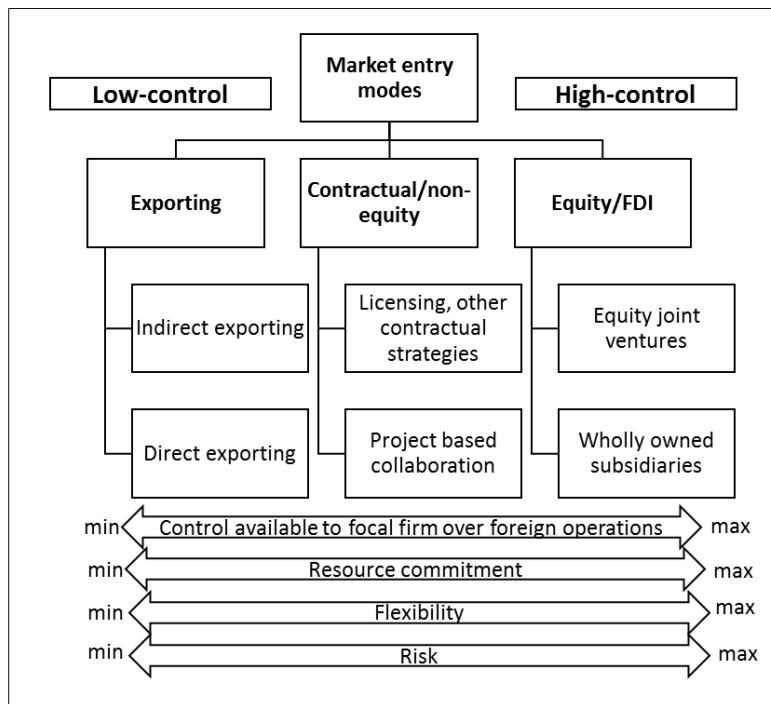 Market entry
modes
Low-control
High-control
Exporting
Contractual/non-
equity
Equity/FDI
Indirect exporting
Licensing, other
contractual
strategies
Equity joint
ventures
Direct exporting
Project based
collaboration
Wholly owned
subsidiaries
min Control available to focal firm over foreign operations max
min Resource commitment max
min Flexibility max
min Risk max